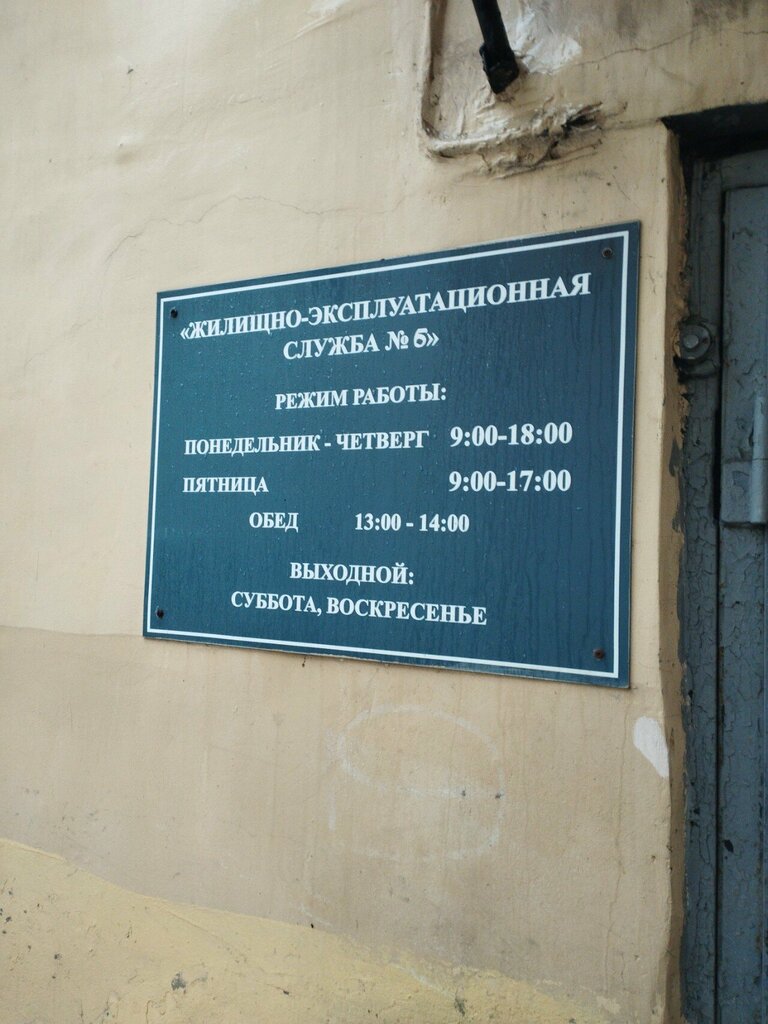 «ЖИЛИЩНО-ЭКСПЛУАТАЦИОННАЯ
СЛУЖБА № 6»
РЕЖИМ РАБОТЫ:
ПОНЕДЕЛЬНИК - ЧЕТВЕРГ 9:00-18:00
ПЯТНИЦА 9:00-17:00
ОБЕД 13:00 - 14:00
ВЫХОДНОЙ:
СУББОТА, ВОСКРЕСЕНЬЕ